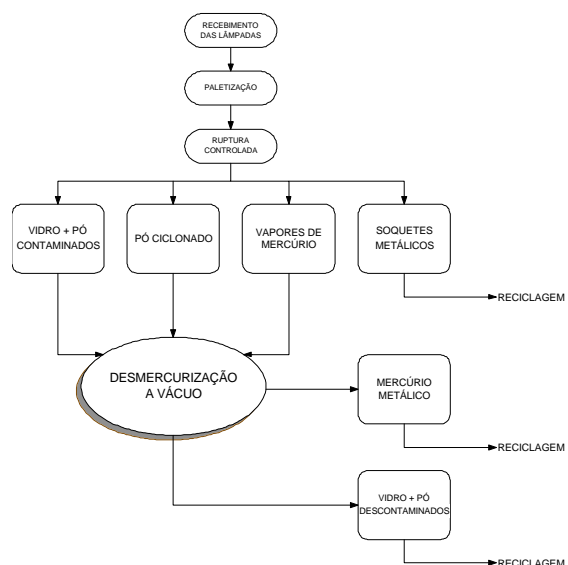 RECEBIMENTO
DAS LÂMPADAS
PALETIZAÇÃO
RUPTURA
CONTROLADA
VIDRO + PÓ
CONTAMINADOS
PÓ CICLONADO
VAPORES DE
MERCÚRIO
SOQUETES
METÁLICOS
RECICLAGEM
DESMERCURIZAÇÃO
A VÁCUO
MERCÚRIO
METÁLICO
RECICLAGEM
VIDRO + PÓ
DESCONTAMINADOS
RECICLAGEM